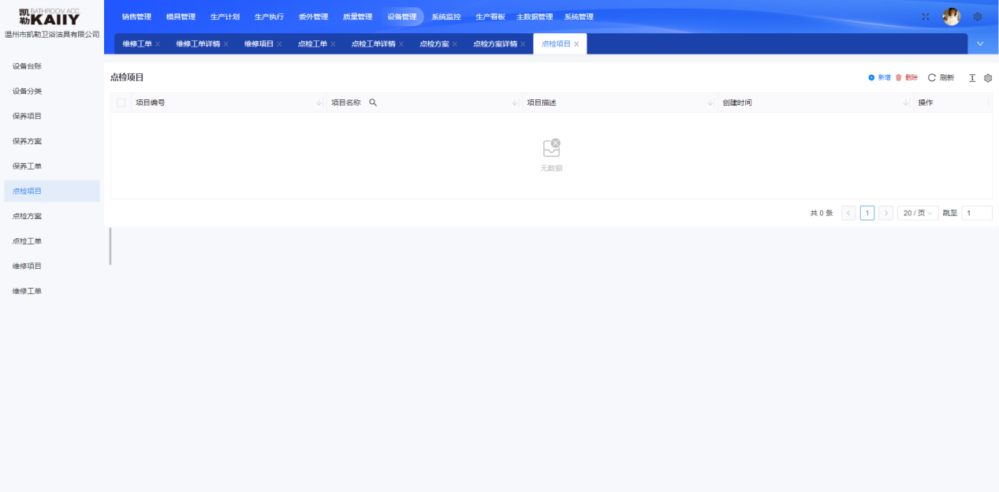 凯勒 BATHROOV ACC. KAIIY
温州市凯勒卫浴洁具有限公司
销售管理 模具管理 生产计划 生产执行 委外管理 质量管理 设备管理 系统监控 生产看板 主数据管理 系统管理
维修工单 维修工单详情 维修项目 点检工单 点检工单详情 点检方案 点检方案详情 点检项目
设备台账
设备分类
保养项目
保养方案
保养工单
点检项目
点检方案
点检工单
维修项目
维修工单
点检项目
新增 删除 刷新
项目编号 项目名称 项目描述 创建时间 操作
无数据
共 0 条 1 20 / 页 跳至 1